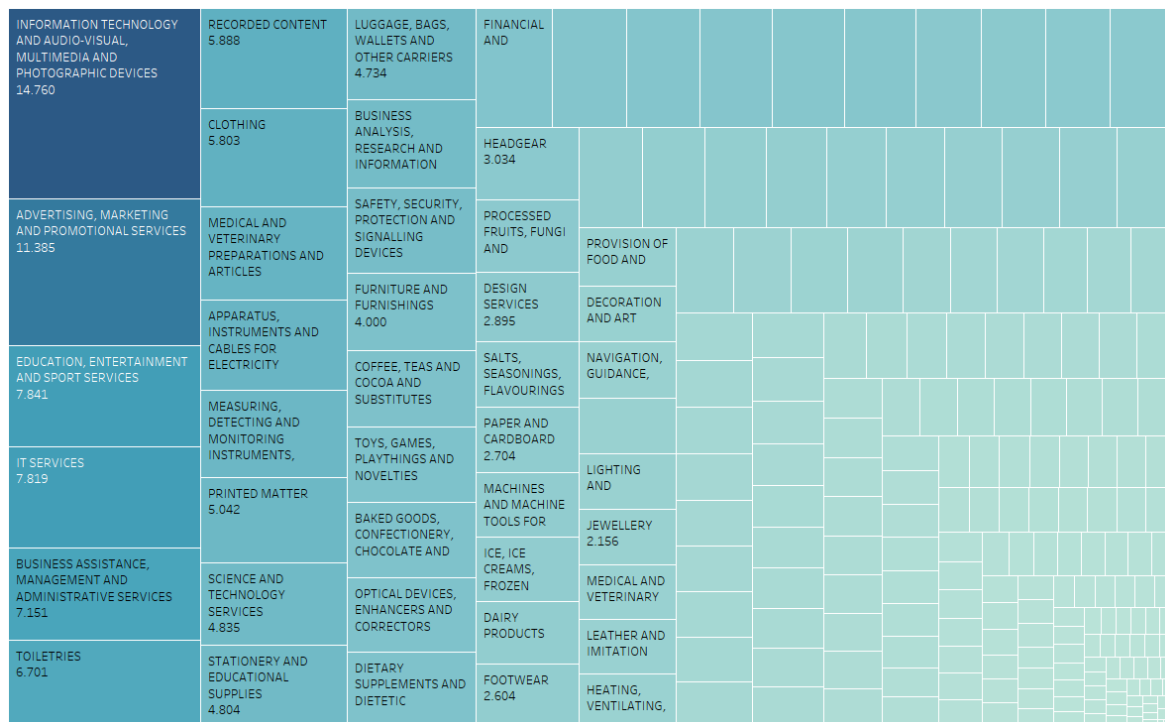 INFORMATION TECHNOLOGY
AND AUDIO-VISUAL,
MULTIMEDIA AND
PHOTOGRAPHIC DEVICES
14.760
ADVERTISING, MARKETING
AND PROMOTIONAL SERVICES
11.385
EDUCATION, ENTERTAINMENT
AND SPORT SERVICES
7.841
IT SERVICES
7.819
BUSINESS ASSISTANCE,
MANAGEMENT AND
ADMINISTRATIVE SERVICES
7.151
TOILETRIES
6.701
RECORDED CONTENT
5.888
CLOTHING
5.803
MEDICAL AND
VETERINARY
PREPARATIONS AND
ARTICLES
APPARATUS,
INSTRUMENTS AND
CABLES FOR
ELECTRICITY
MEASURING,
DETECTING AND
MONITORING
INSTRUMENTS,
PRINTED MATTER
5.042
SCIENCE AND
TECHNOLOGY
SERVICES
4.835
STATIONERY AND
EDUCATIONAL
SUPPLIES
4.804
LUGGAGE, BAGS,
WALLETS AND
OTHER CARRIERS
4.734
BUSINESS
ANALYSIS,
RESEARCH AND
INFORMATION
SAFETY, SECURITY,
PROTECTION AND
SIGNALLING
DEVICES
FURNITURE AND
FURNISHINGS
4.000
COFFEE, TEAS AND
COCOA AND
SUBSTITUTES
TOYS, GAMES,
PLAYTHINGS AND
NOVELTIES
BAKED GOODS,
CONFECTIONERY,
CHOCOLATE AND
OPTICAL DEVICES,
ENHANCERS AND
CORRECTORS
DIETARY
SUPPLEMENTS AND
DIETETIC
FINANCIAL
AND
HEADGEAR
3.034
PROCESSED
FRUITS, FUNGI
AND
DESIGN
SERVICES
2.895
SALTS,
SEASONINGS,
FLAVOURINGS
PAPER AND
CARDBOARD
2.704
MACHINES
AND MACHINE
TOOLS FOR
ICE, ICE
CREAMS,
FROZEN
DAIRY
PRODUCTS
FOOTWEAR
2.604
PROVISION OF
FOOD AND
DECORATION
AND ART
NAVIGATION,
GUIDANCE,
LIGHTING
AND
JEWELLERY
2.156
MEDICAL AND
VETERINARY
LEATHER AND
IMITATION
HEATING,
VENTILATING,